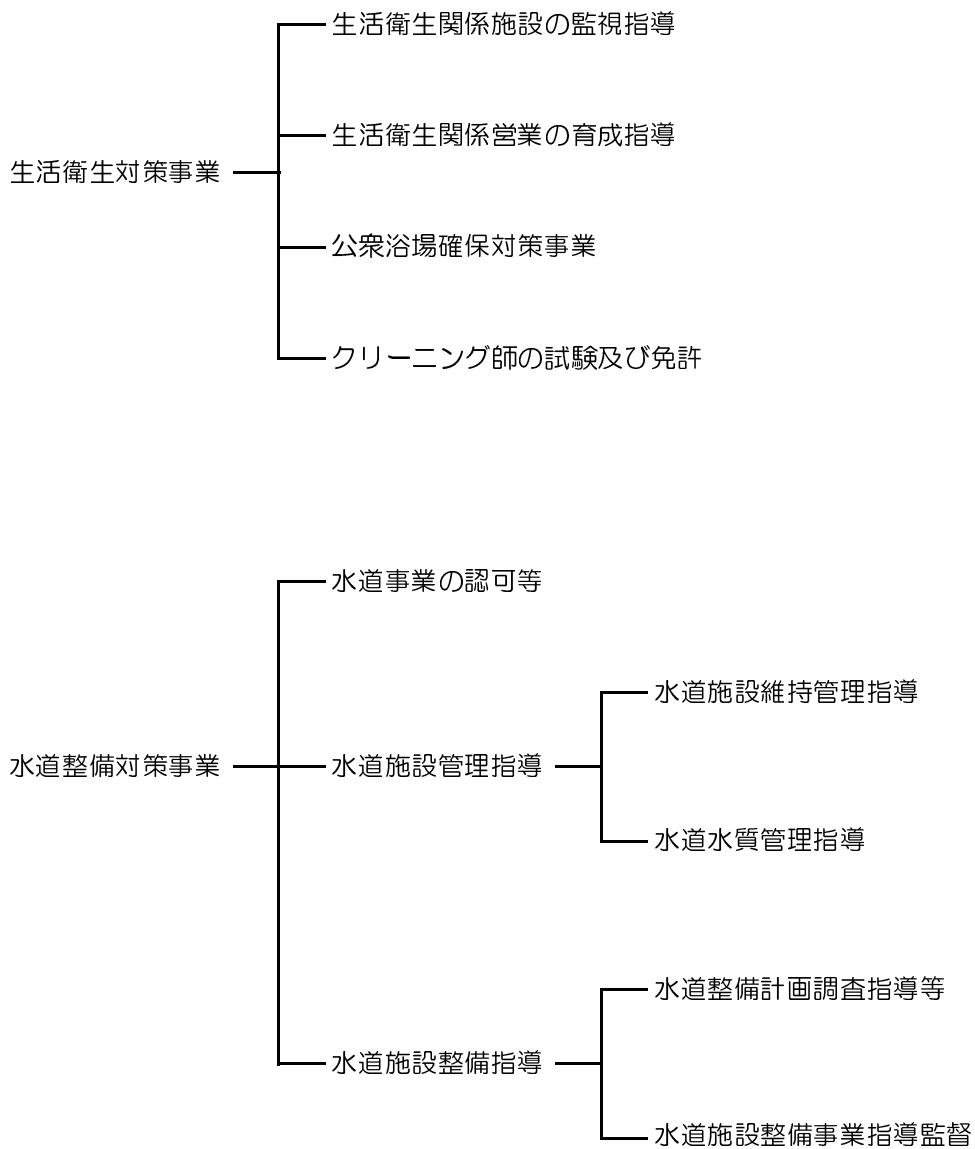 生活衛生対策事業
生活衛生関係施設の監視指導
生活衛生関係営業の育成指導
公衆浴場確保対策事業
クリーニング師の試験及び免許
水道整備対策事業
水道事業の認可等
水道施設管理指導
水道施設維持管理指導
水道水質管理指導
水道施設整備指導
水道整備計画調査指導等
水道施設整備事業指導監督